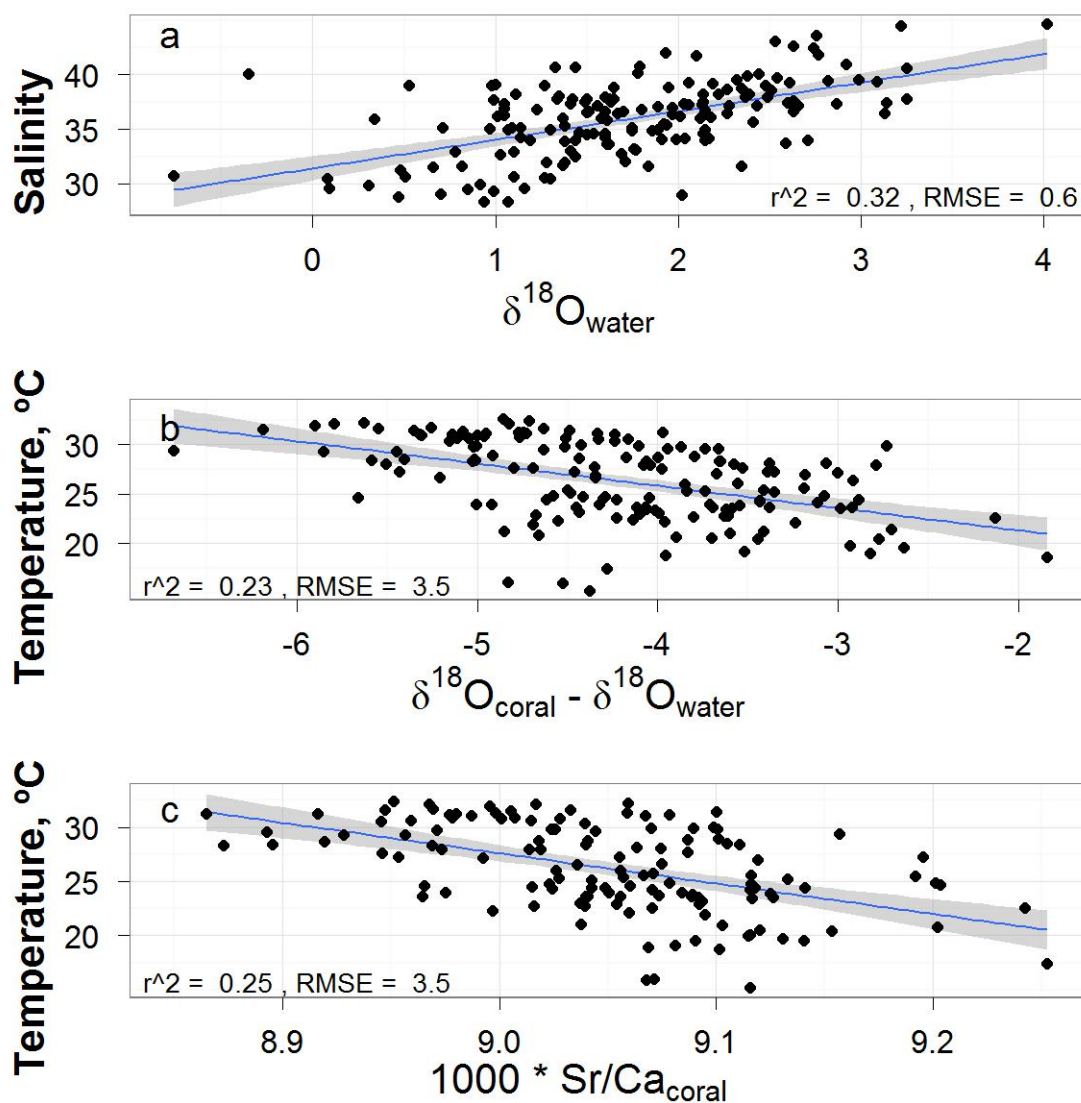 a
Salinity
40
35
30
r^2 = 0.32 , RMSE = 0.6
0 1 2 3 4
δ18Owater
b
Temperature, ºC
30
25
20
r^2 = 0.23 , RMSE = 3.5
-6 -5 -4 -3 -2
δ18Ocoral - δ18Owater
c
Temperature, ºC
30
25
20
r^2 = 0.25 , RMSE = 3.5
8.9 9.0 9.1 9.2
1000 * Sr/Cacoral